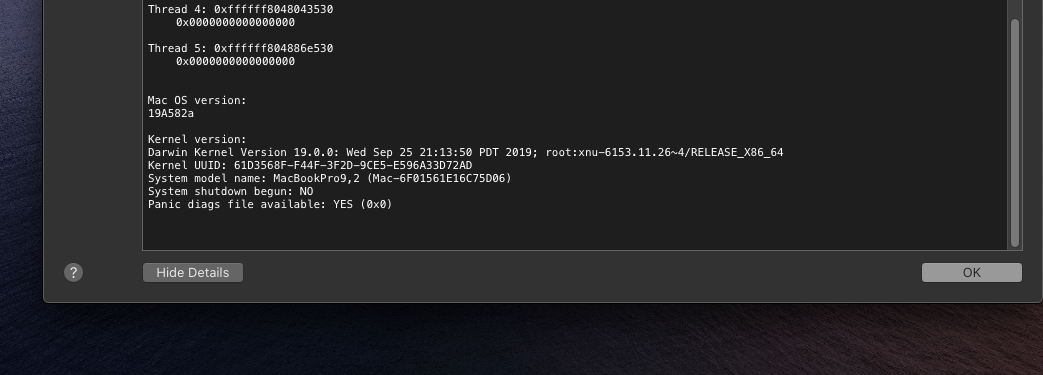 Thread 4: 0xffffff8048043530
0x0000000000000000
Thread 5: 0xffffff804886e530
0x0000000000000000
Mac OS version:
19A582a
Kernel version:
Darwin Kernel Version 19.0.0: Wed Sep 25 21:13:50 PDT 2019; root:xnu-6153.11.26~4/RELEASE_X86_64
Kernel UUID: 61D3568F-F44F-3F2D-9CE5-E596A33D72AD
System model name: MacBookPro9,2 (Mac-6F01561E16C75D06)
System shutdown begun: NO
Panic diags file available: YES (0x0)
? Hide Details OK